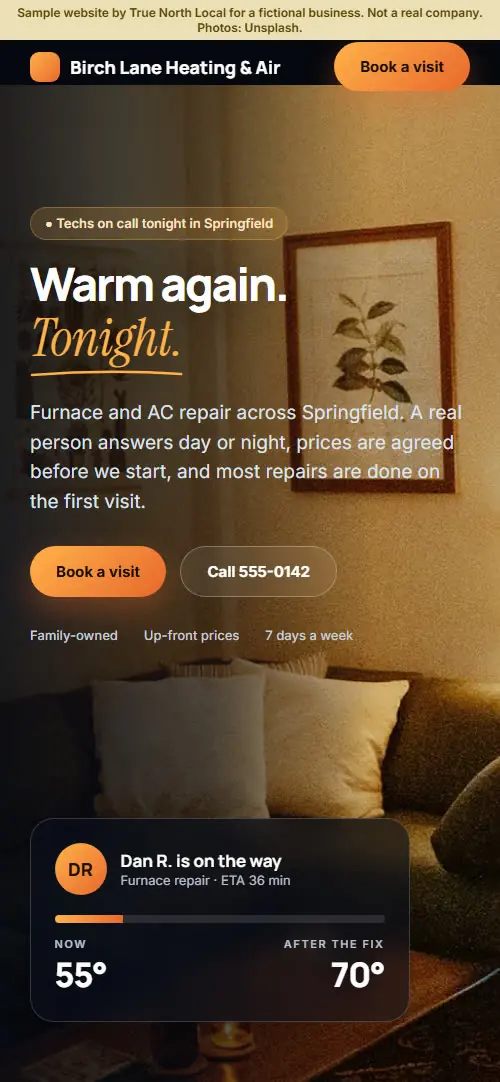 Sample website by True North Local for a fictional business. Not a real company.
Photos: Unsplash.
Birch Lane Heating & Air
Book a visit
● Techs on call tonight in Springfield
Warm again.
Tonight.
Furnace and AC repair across Springfield. A real
person answers day or night, prices are agreed
before we start, and most repairs are done on
the first visit.
Book a visit
Call 555-0142
Family-owned
Up-front prices
7 days a week
DR
Dan R. is on the way
Furnace repair · ETA 36 min
NOW
AFTER THE FIX
55°
70°